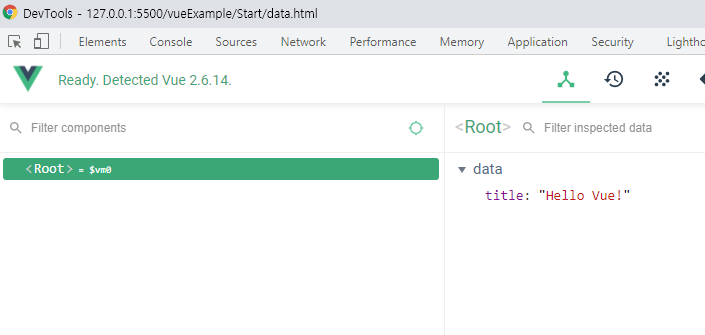 DevTools - 127.0.0.1:5500/vueExample/Start/data.html
Elements Console Sources Network Performance Memory Application Security Lightho
Ready. Detected Vue 2.6.14.
Filter components
<Root> Filter inspected data
<Root> = $vm0
data
title: "Hello Vue!"